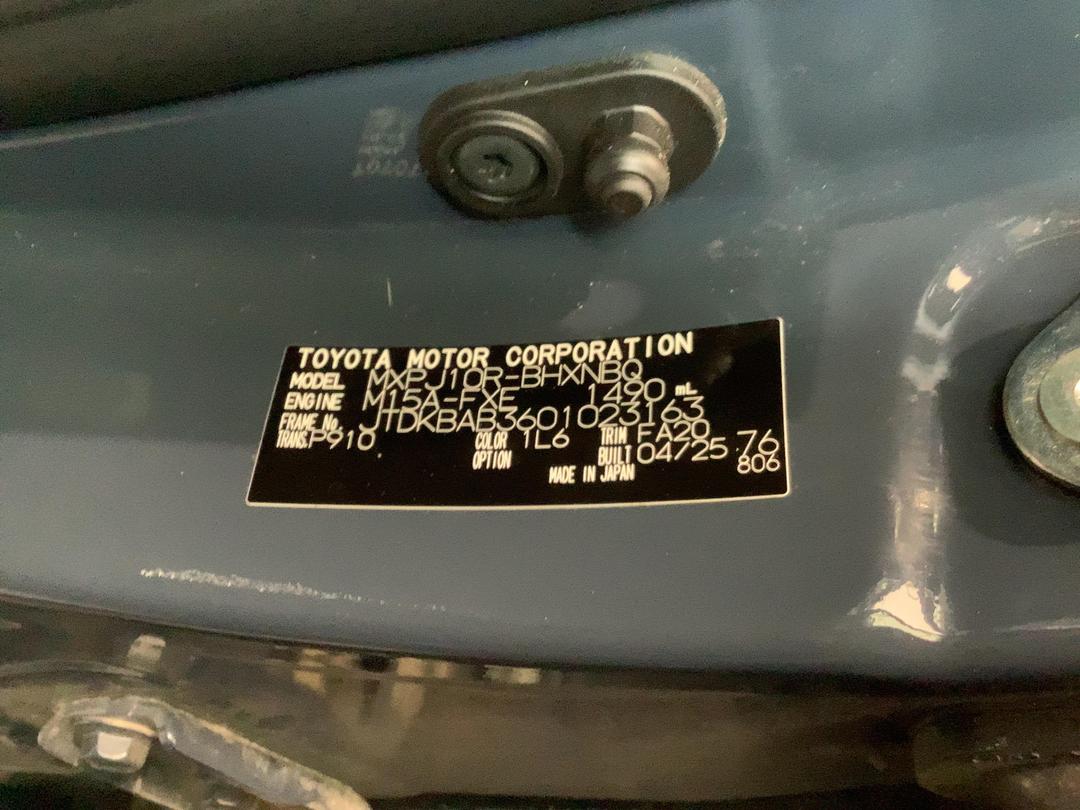 TOYOTA MOTOR CORPORATION
MODEL MXPJ10R-BHXNBQ
ENGINE M15A-FXE 1490 mL
FRAME No. JTDKBAB3601023163
TRANS. P910 COLOR 1L6 TRIM FA20 76
OPTION BUILT 04725 806
MADE IN JAPAN